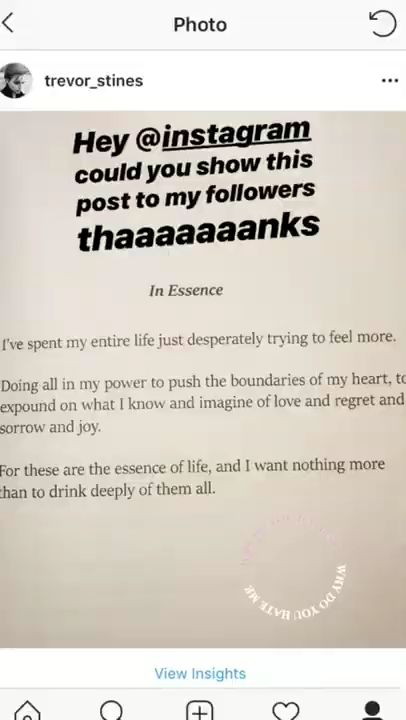 Photo
trevor_stines
Hey @instagram
could you show this
post to my followers
thaaaaaaanks
In Essence
I've spent my entire life just desperately trying to feel more.
Doing all in my power to push the boundaries of my heart, to
expound on what I know and imagine of love and regret and
sorrow and joy.
For these are the essence of life, and I want nothing more
than to drink deeply of them all.
WHY DO YOU HATE ME
View Insights